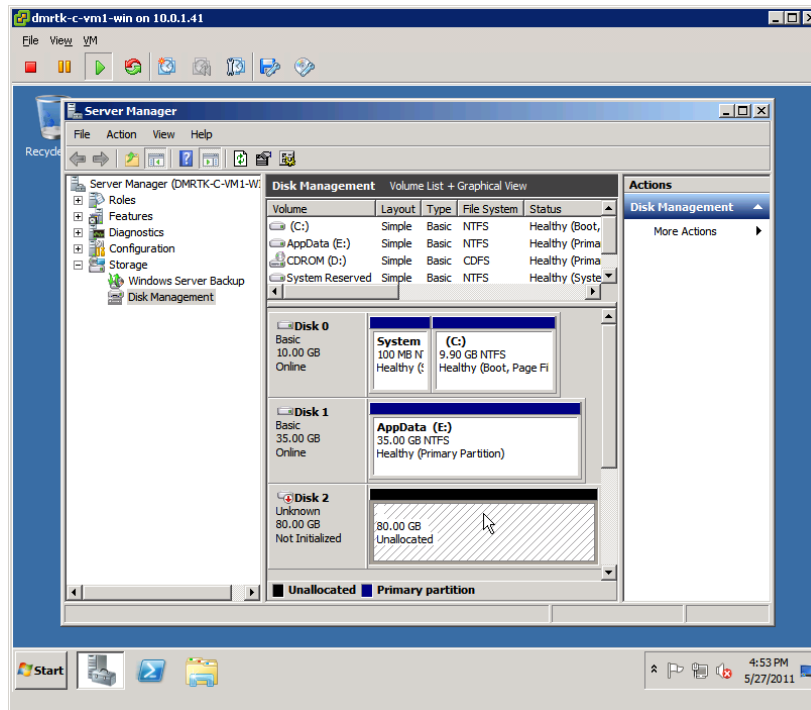 dmrtk-c-vm1-win on 10.0.1.41
File View VM
Recycle
Server Manager
File Action View Help
Server Manager (DMRTK-C-VM1-WI
Roles
Features
Diagnostics
Configuration
Storage
Windows Server Backup
Disk Management
Disk Management Volume List + Graphical View
Volume Layout Type File System Status
(C:) Simple Basic NTFS Healthy (Boot,
AppData (E:) Simple Basic NTFS Healthy (Prima
CDROM (D:) Simple Basic CDFS Healthy (Prima
System Reserved Simple Basic NTFS Healthy (Syste
Disk 0
Basic
10.00 GB
Online
System
100 MB N
Healthy (S
(C:)
9.90 GB NTFS
Healthy (Boot, Page Fi
Disk 1
Basic
35.00 GB
Online
AppData (E:)
35.00 GB NTFS
Healthy (Primary Partition)
Disk 2
Unknown
80.00 GB
Not Initialized
80.00 GB
Unallocated
Unallocated Primary partition
Actions
Disk Management
More Actions
Start
4:53 PM
5/27/2011